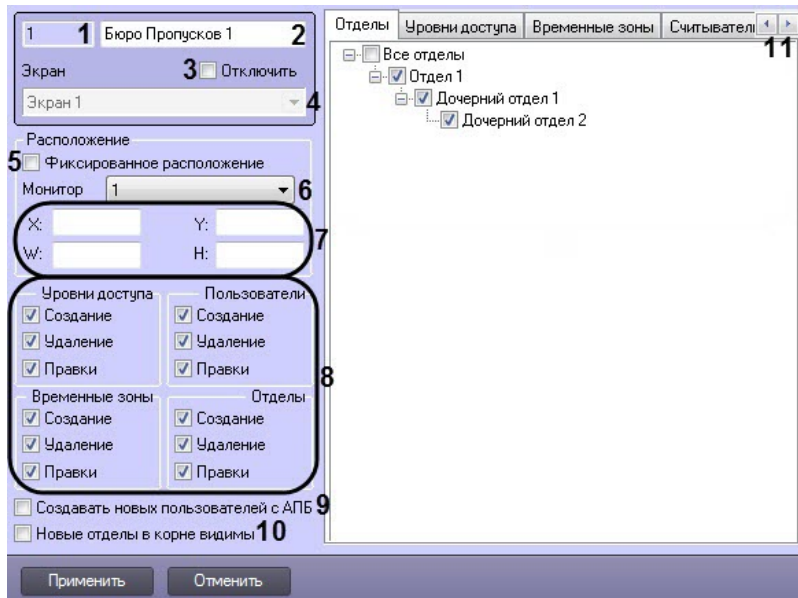 1 1 Бюро Пропусков 1 2
Экран 3 Отключить
Экран 1 4
Расположение
5 Фиксированное расположение
Монитор 1 6
X: Y:
7
W: H:
Уровни доступа Пользователи
Создание Создание
Удаление Удаление
Правки Правки
8
Временные зоны Отделы
Создание Создание
Удаление Удаление
Правки Правки
Создавать новых пользователей с АПБ 9
Новые отделы в корне видимы 10
Отделы Уровни доступа Временные зоны Считывател
11
Все отделы
Отдел 1
Дочерний отдел 1
Дочерний отдел 2
Применить Отменить